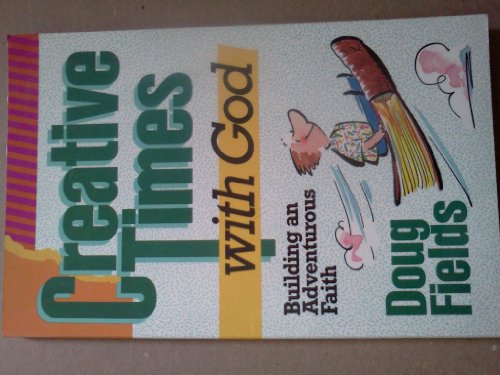 Creative
Times
with God
Building an
Adventurous
Faith
Doug
Fields